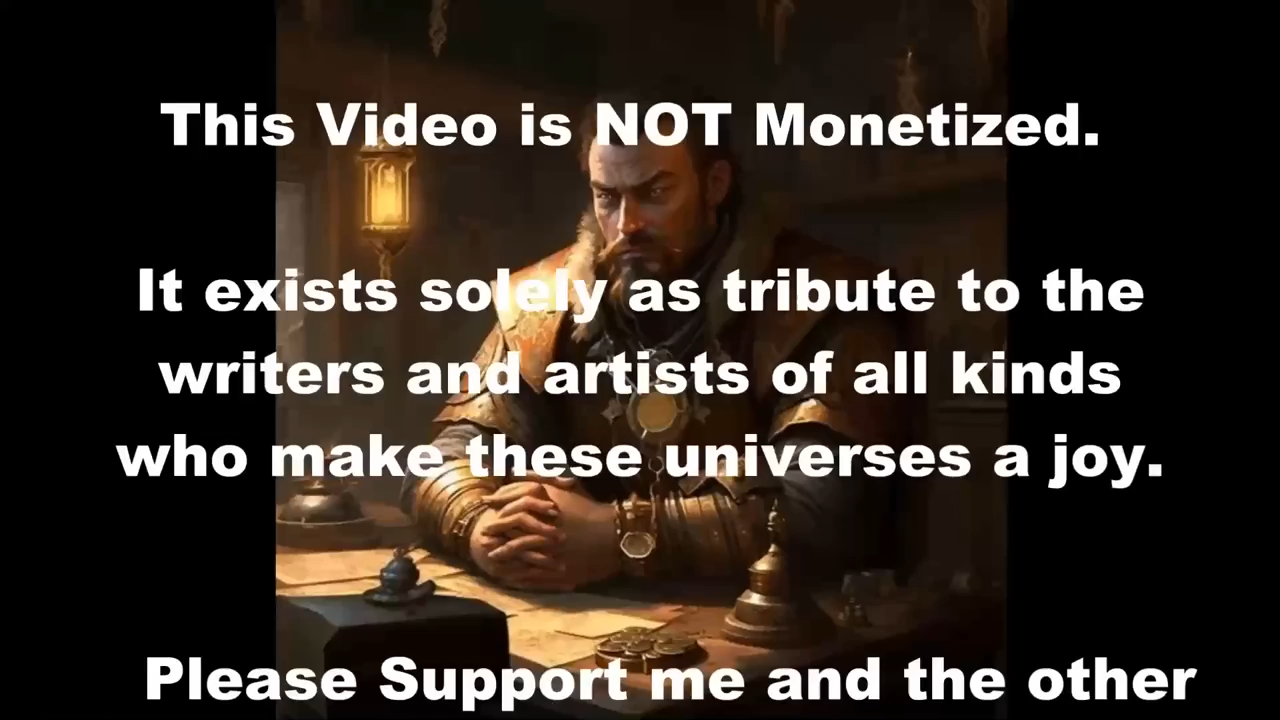 This Video is NOT Monetized.
It exists solely as tribute to the
writers and artists of all kinds
who make these universes a joy.
Please Support me and the other